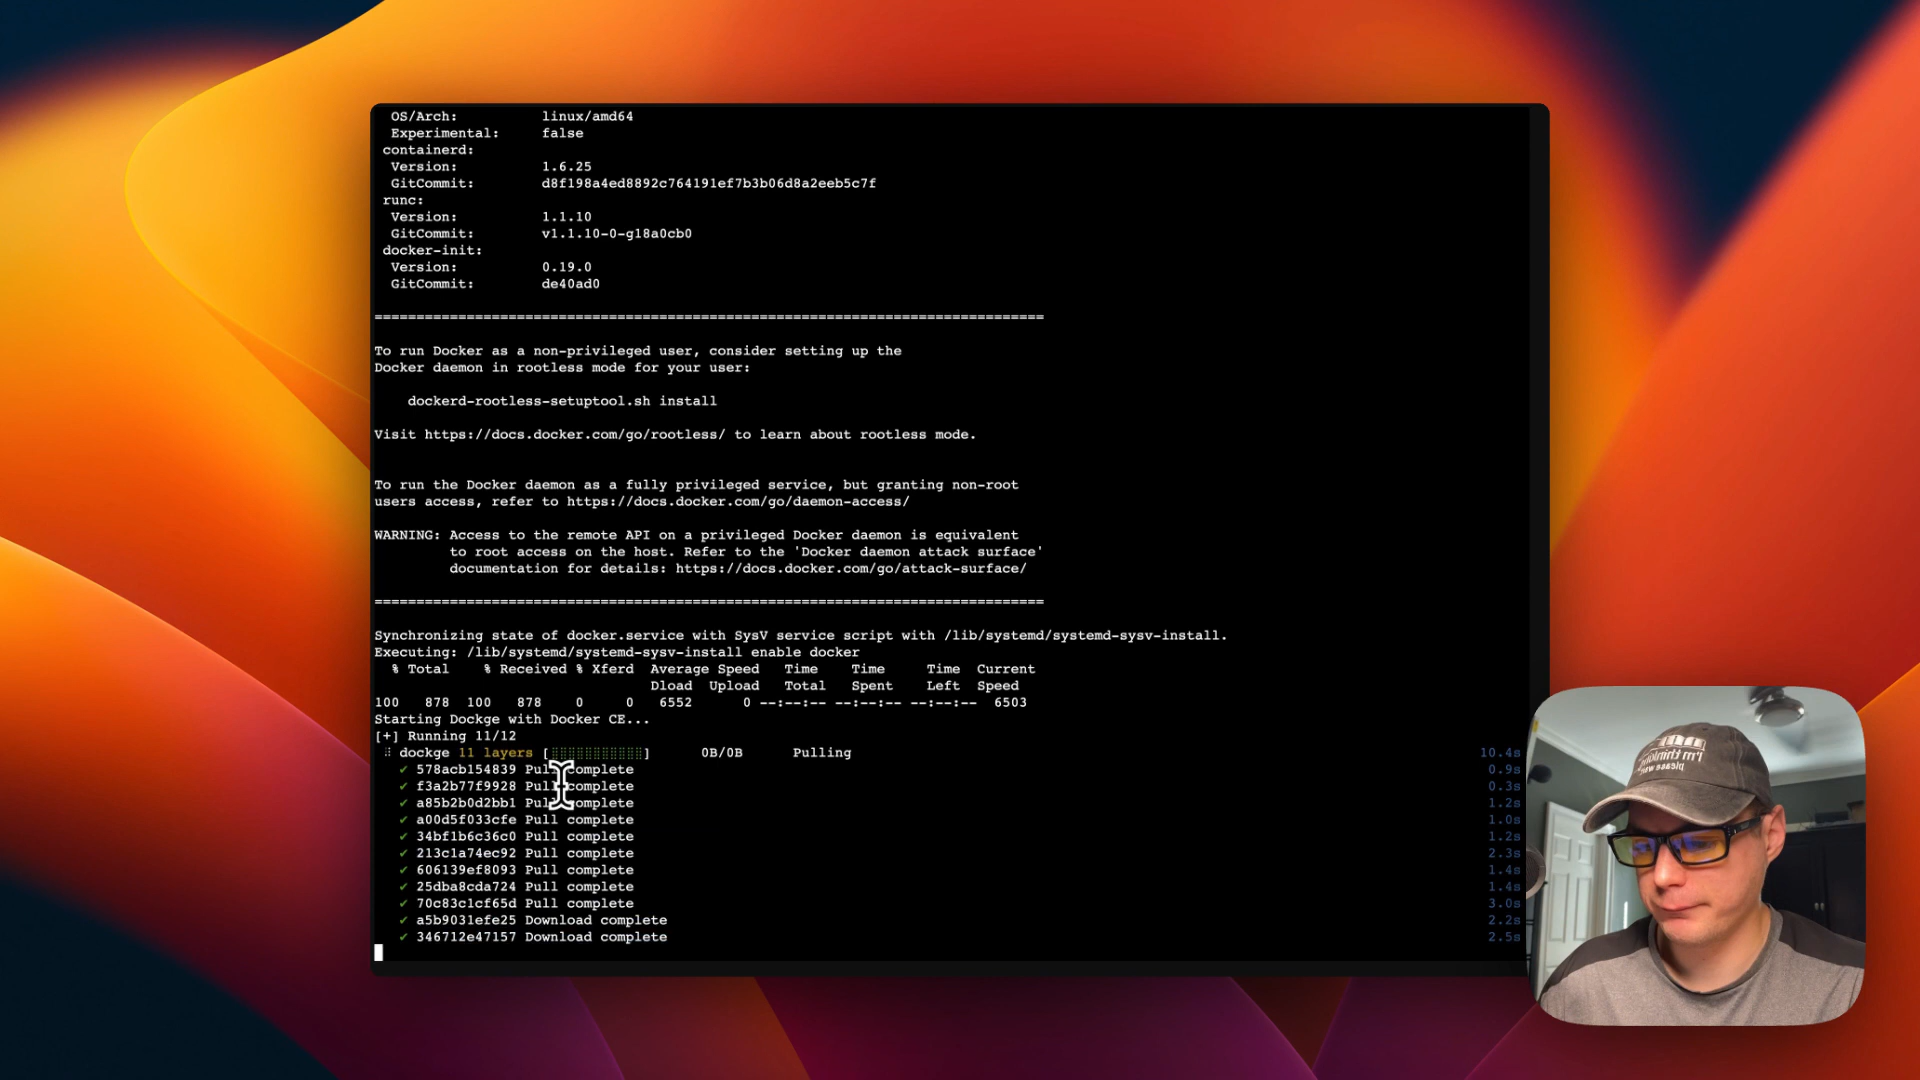 OS/Arch: linux/amd64
Experimental: false
containerd:
Version: 1.6.25
GitCommit: d8f198a4ed8892c764191ef7b3b06d8a2eeb5c7f
runc:
Version: 1.1.10
GitCommit: v1.1.10-0-g18a0cb0
docker-init:
Version: 0.19.0
GitCommit: de40ad0
================================================================================
To run Docker as a non-privileged user, consider setting up the
Docker daemon in rootless mode for your user:
dockerd-rootless-setuptool.sh install
Visit https://docs.docker.com/go/rootless/ to learn about rootless mode.
To run the Docker daemon as a fully privileged service, but granting non-root
users access, refer to https://docs.docker.com/go/daemon-access/
WARNING: Access to the remote API on a privileged Docker daemon is equivalent
to root access on the host. Refer to the 'Docker daemon attack surface'
documentation for details: https://docs.docker.com/go/attack-surface/
================================================================================
Synchronizing state of docker.service with SysV service script with /lib/systemd/systemd-sysv-install.
Executing: /lib/systemd/systemd-sysv-install enable docker
% Total % Received % Xferd Average Speed Time Time Time Current
Dload Upload Total Spent Left Speed
100 878 100 878 0 0 6552 0 --:--:-- --:--:-- --:--:-- 6503
Starting Dockge with Docker CE...
[+] Running 11/12
⠿ dockge 11 layers [⣿⣿⣿⣿⣿⣿⣿⣿⣿⣿⣿] 0B/0B Pulling 10.4s
✔ 578acb154839 Pull complete 0.9s
✔ f3a2b77f9928 Pull complete 0.3s
✔ a85b2b0d2bb1 Pull complete 1.2s
✔ a00d5f033cfe Pull complete 1.0s
✔ 34bf1b6c36c0 Pull complete 1.2s
✔ 213c1a74ec92 Pull complete 2.3s
✔ 606139ef8093 Pull complete 1.4s
✔ 25dba8cda724 Pull complete 1.4s
✔ 70c83c1cf65d Pull complete 3.0s
✔ a5b9031efe25 Download complete 2.2s
✔ 346712e47157 Download complete 2.5s
I'm thinking
please wait